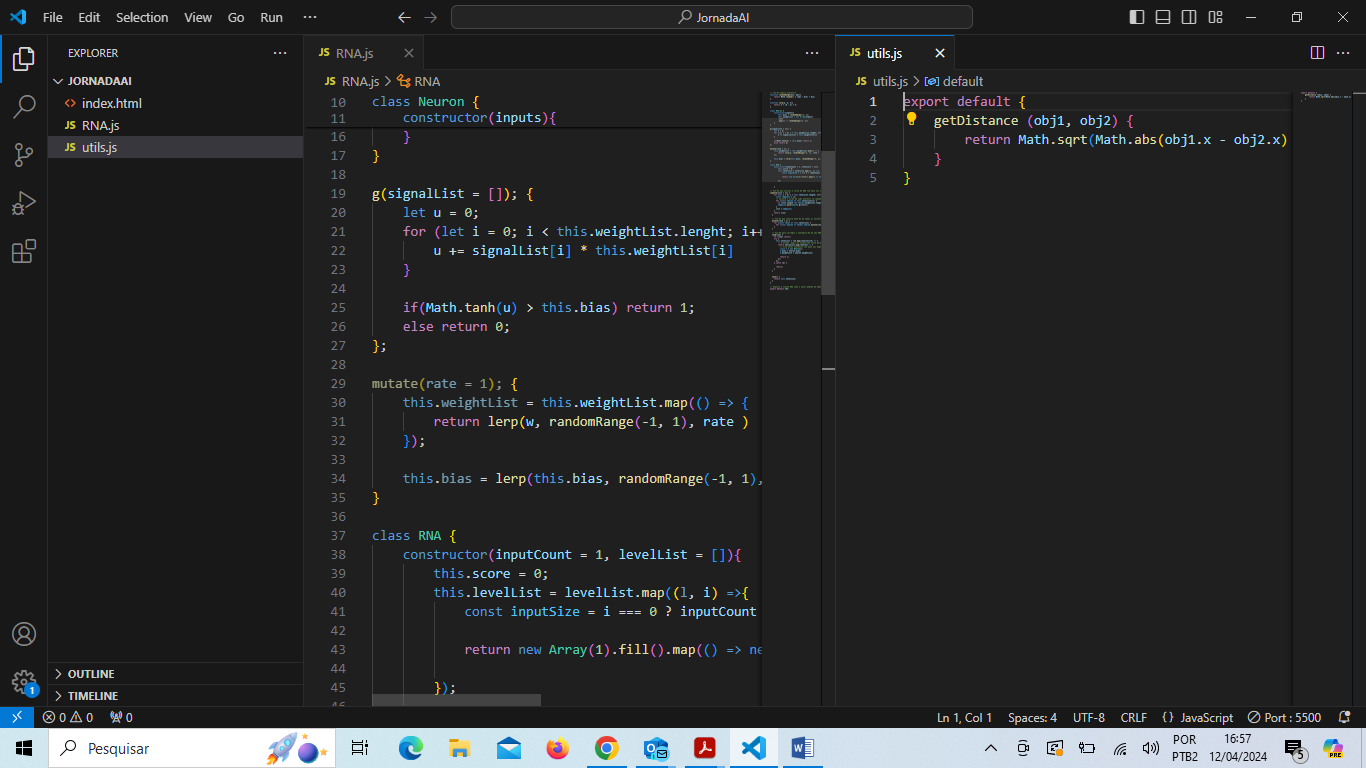 File Edit Selection View Go Run ··· JornadaAI
EXPLORER ···
JORNADAAI
index.html
JS RNA.js
JS utils.js
OUTLINE
TIMELINE
JS RNA.js ···
JS RNA.js > RNA
10 class Neuron {
11 constructor(inputs){
16 }
17 }
18
19 g(signalList = []); {
20 let u = 0;
21 for (let i = 0; i < this.weightList.lenght; i++
22 u += signalList[i] * this.weightList[i]
23 }
24
25 if(Math.tanh(u) > this.bias) return 1;
26 else return 0;
27 };
28
29 mutate(rate = 1); {
30 this.weightList = this.weightList.map(() => {
31 return lerp(w, randomRange(-1, 1), rate )
32 });
33
34 this.bias = lerp(this.bias, randomRange(-1, 1),
35 }
36
37 class RNA {
38 constructor(inputCount = 1, levelList = []){
39 this.score = 0;
40 this.levelList = levelList.map((l, i) =>{
41 const inputSize = i === 0 ? inputCount
42
43 return new Array(1).fill().map(() => ne
44
45 });
JS utils.js ···
JS utils.js > default
1 export default {
2 getDistance (obj1, obj2) {
3 return Math.sqrt(Math.abs(obj1.x - obj2.x)
4 }
5 }
0 0 0 Ln 1, Col 1 Spaces: 4 UTF-8 CRLF {} JavaScript Port : 5500
Pesquisar
POR
PTB2
16:57
12/04/2024
5
PRE
1